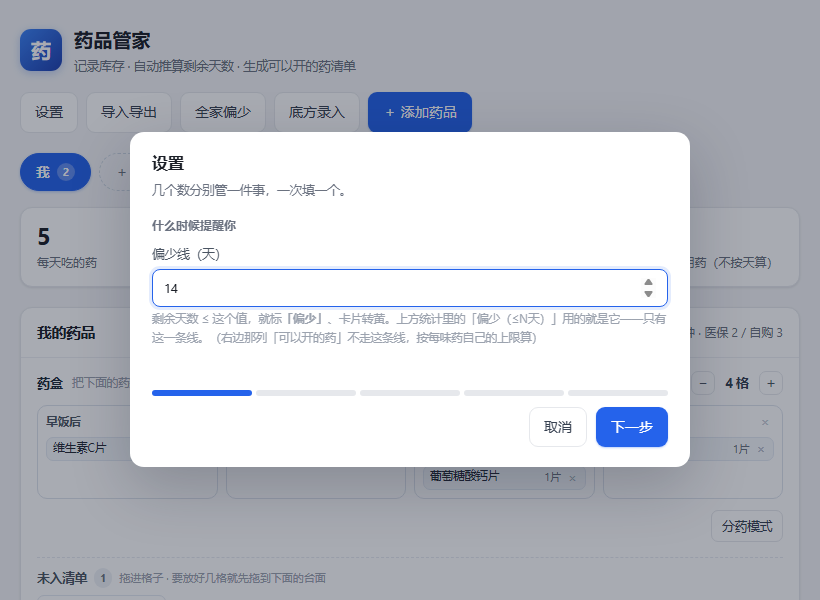 药
药品管家
记录库存 · 自动推算剩余天数 · 生成可以开的药清单
设置
导入导出
全家偏少
底方录入
+ 添加药品
我 2
+
5
每天吃的药
用药（不按天算）
设置
几个数分别管一件事，一次填一个。
什么时候提醒你
偏少线（天）
14
剩余天数 ≤ 这个值，就标「偏少」、卡片转黄。上方统计里的「偏少（≤N天）」用的就是它——只有
这一条线。（右边那列「可以开的药」不走这条线，按每味药自己的上限算）
取消
下一步
我的药品
种 · 医保 2 / 自购 3
药盒 把下面的药
− 4 格 +
早饭后
×
维生素C片
1片 ×
葡萄糖酸钙片 1片 ×
分药模式
未入清单 1 拖进格子 · 要放好几格就先拖到下面的台面